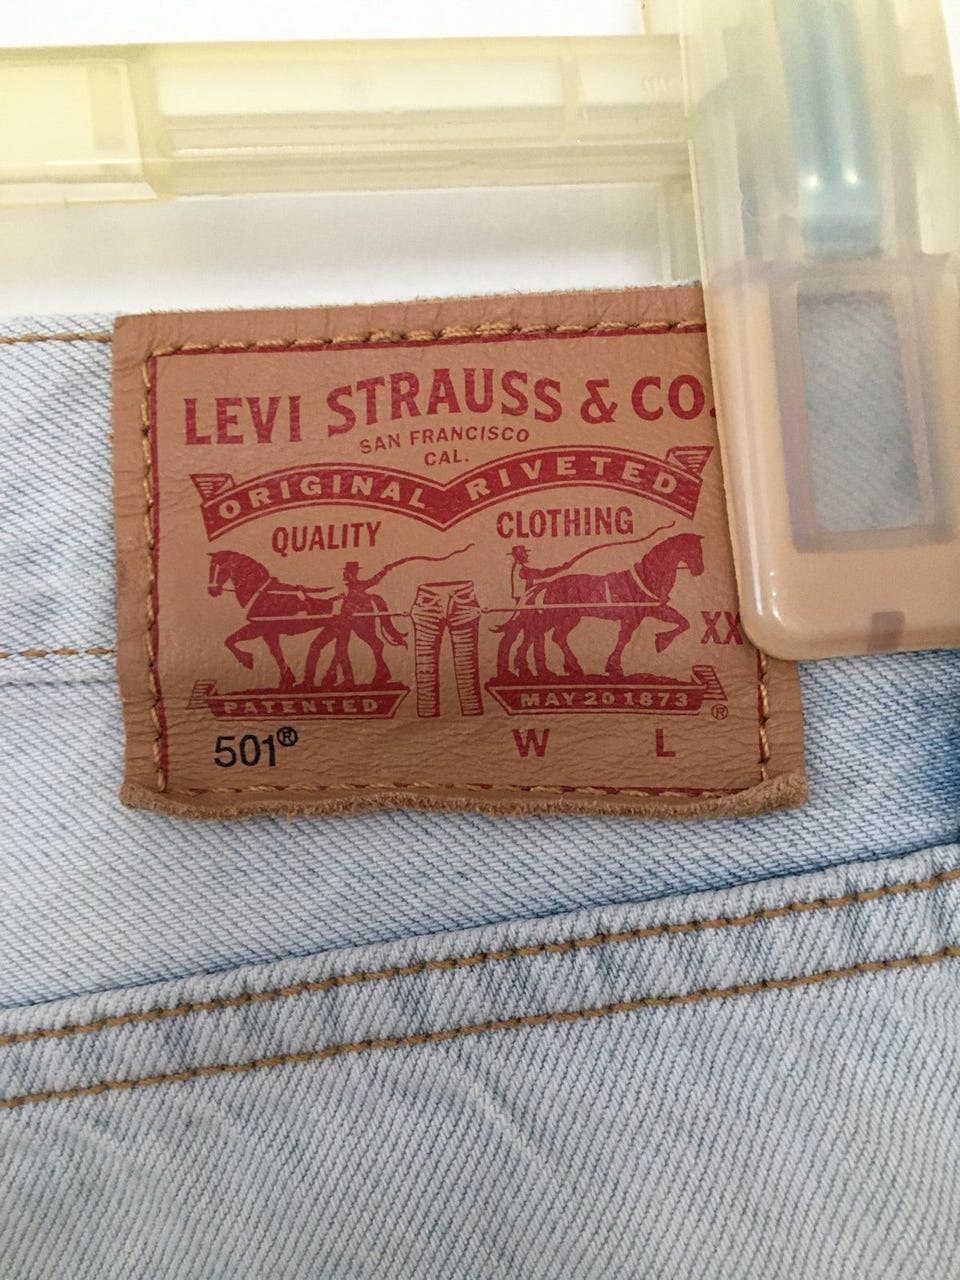 LEVI STRAUSS & CO.
SAN FRANCISCO
CAL.
ORIGINAL RIVETED
QUALITY CLOTHING
XX
PATENTED MAY 20 1873 ®
501® W L